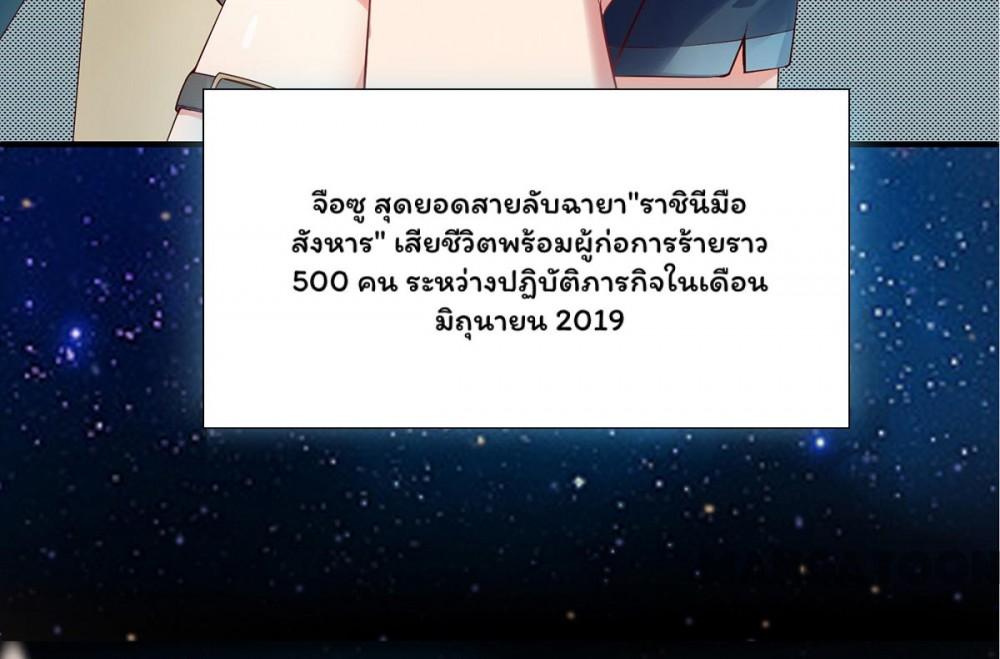 จือซู สุดยอดสายลับฉายา"ราชินีมือ
สังหาร" เสียชีวิตพร้อมผู้ก่อการร้ายราว
500 คน ระหว่างปฏิบัติภารกิจในเดือน
มิถุนายน 2019
MANGATOON